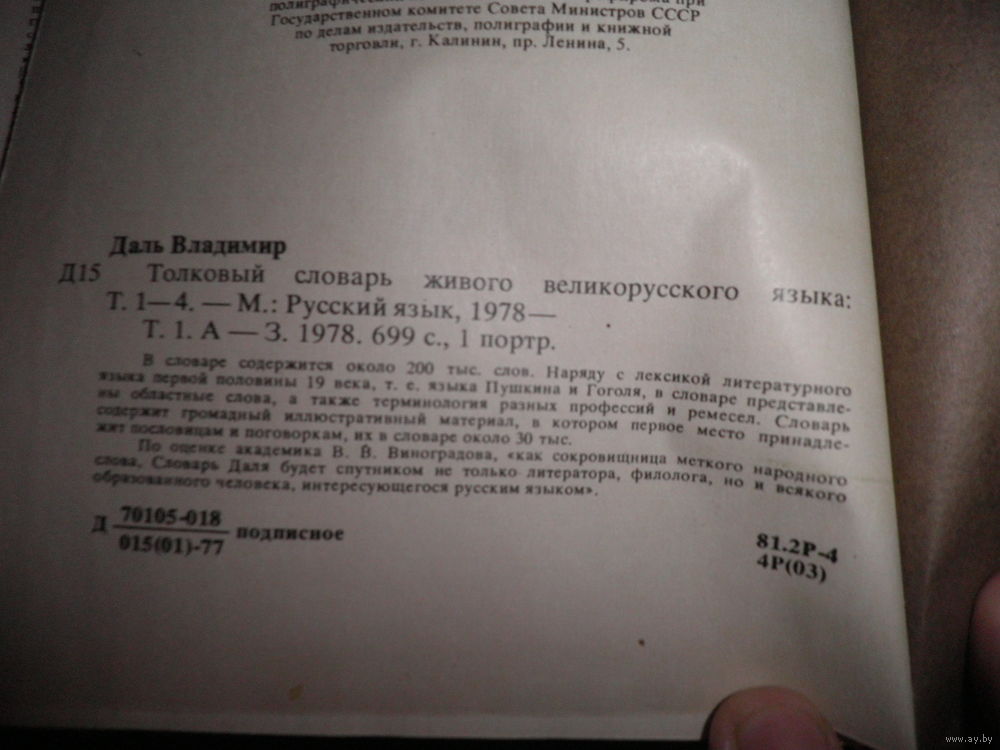 полиграфический при
Государственном комитете Совета Министров СССР
по делам издательств, полиграфии и книжной
торговли, г. Калинин, пр. Ленина, 5.
Даль Владимир
Д15 Толковый словарь живого великорусского языка:
Т. 1—4. — М.: Русский язык, 1978—
Т. 1. А — З. 1978. 699 с., 1 портр.
В словаре содержится около 200 тыс. слов. Наряду с лексикой литературного
языка первой половины 19 века, т. е. языка Пушкина и Гоголя, в словаре представле-
ны областные слова, а также терминология разных профессий и ремесел. Словарь
содержит громадный иллюстративный материал, в котором первое место принадле-
жит пословицам и поговоркам, их в словаре около 30 тыс.
По оценке академика В. В. Виноградова, «как сокровищница меткого народного
слова, Словарь Даля будет спутником не только литератора, филолога, но и всякого
образованного человека, интересующегося русским языком».
Д 70105-018
015(01)-77 подписное
81.2Р-4
4Р(03)
www.ay.by